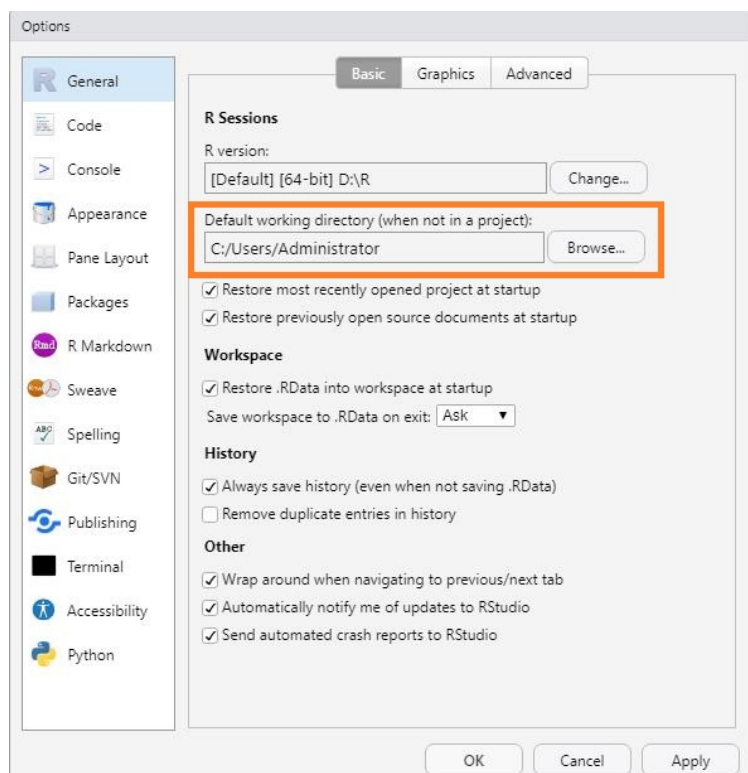 Options
General
Code
Console
Appearance
Pane Layout
Packages
Rmd R Markdown
Sweave
ABC Spelling
Git/SVN
Publishing
Terminal
Accessibility
Python
Basic Graphics Advanced
R Sessions
R version:
[Default] [64-bit] D:\R Change...
Default working directory (when not in a project):
C:/Users/Administrator Browse...
Restore most recently opened project at startup
Restore previously open source documents at startup
Workspace
Restore .RData into workspace at startup
Save workspace to .RData on exit: Ask
History
Always save history (even when not saving .RData)
Remove duplicate entries in history
Other
Wrap around when navigating to previous/next tab
Automatically notify me of updates to RStudio
Send automated crash reports to RStudio
OK Cancel Apply